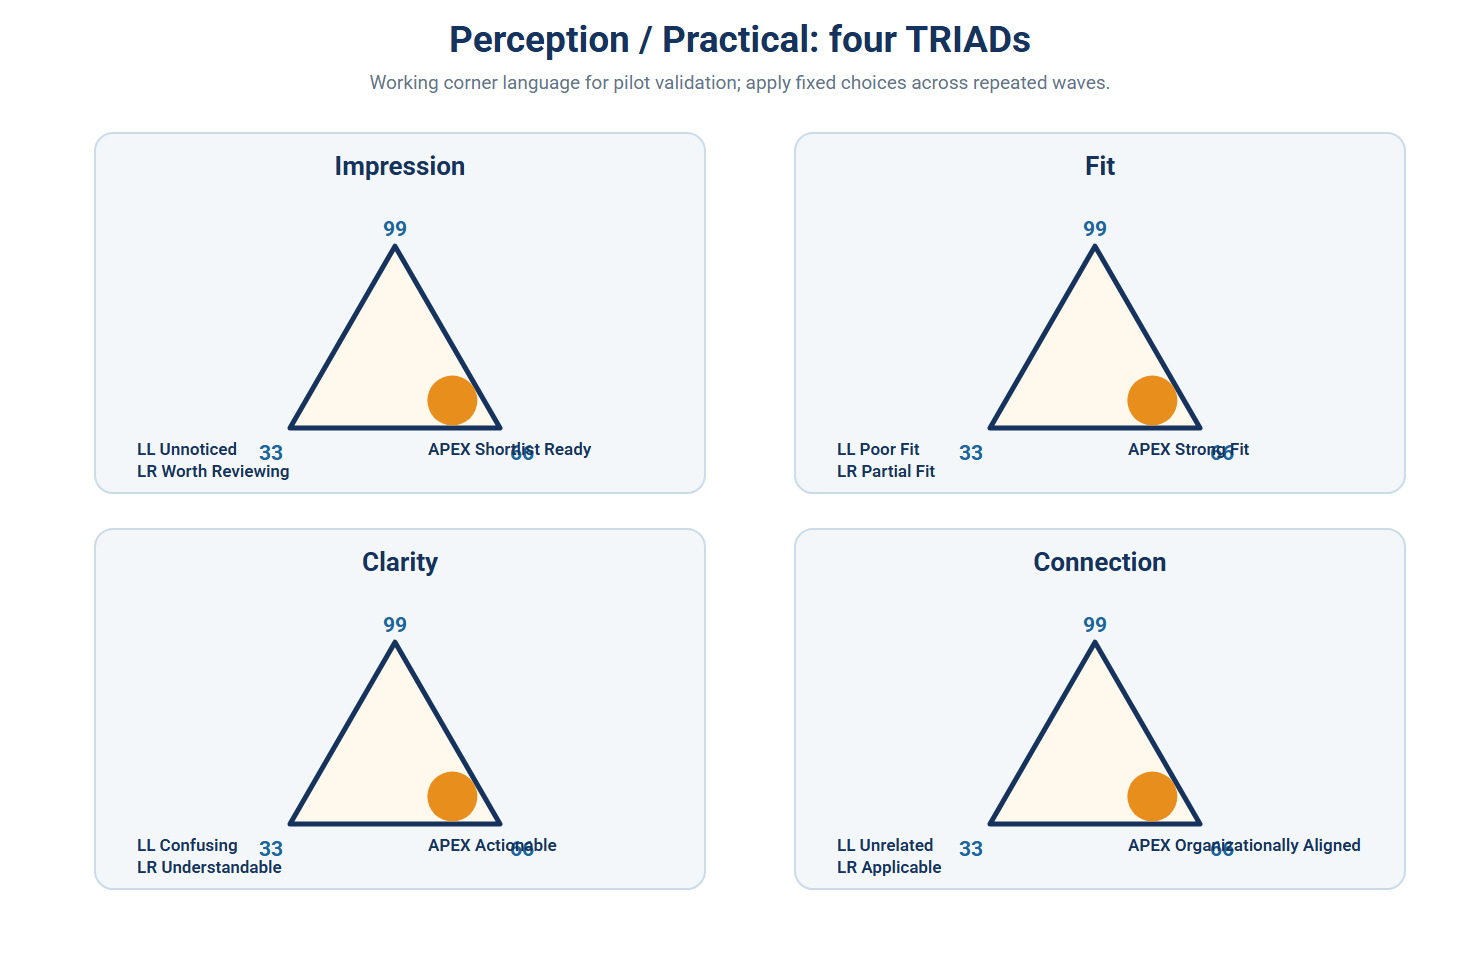 Perception / Practical: four TRIADs
Working corner language for pilot validation; apply fixed choices across repeated waves.
Impression
99
33
66
LL Unnoticed
APEX Shortlist Ready
LR Worth Reviewing
Fit
99
33
66
LL Poor Fit
APEX Strong Fit
LR Partial Fit
Clarity
99
33
66
LL Confusing
APEX Actionable
LR Understandable
Connection
99
33
66
LL Unrelated
APEX Organizationally Aligned
LR Applicable